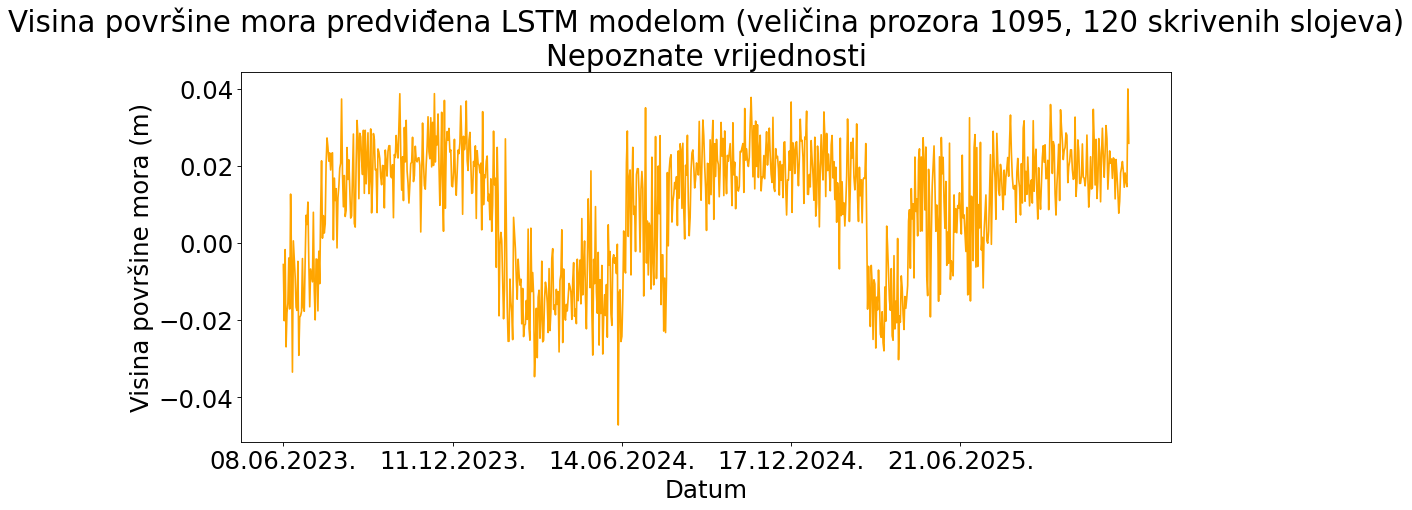 Visina površine mora predviđena LSTM modelom (veličina prozora 1095, 120 skrivenih slojeva)
Nepoznate vrijednosti
Visina površine mora (m)
0.04
0.02
0.00
−0.02
−0.04
08.06.2023. 11.12.2023. 14.06.2024. 17.12.2024. 21.06.2025.
Datum